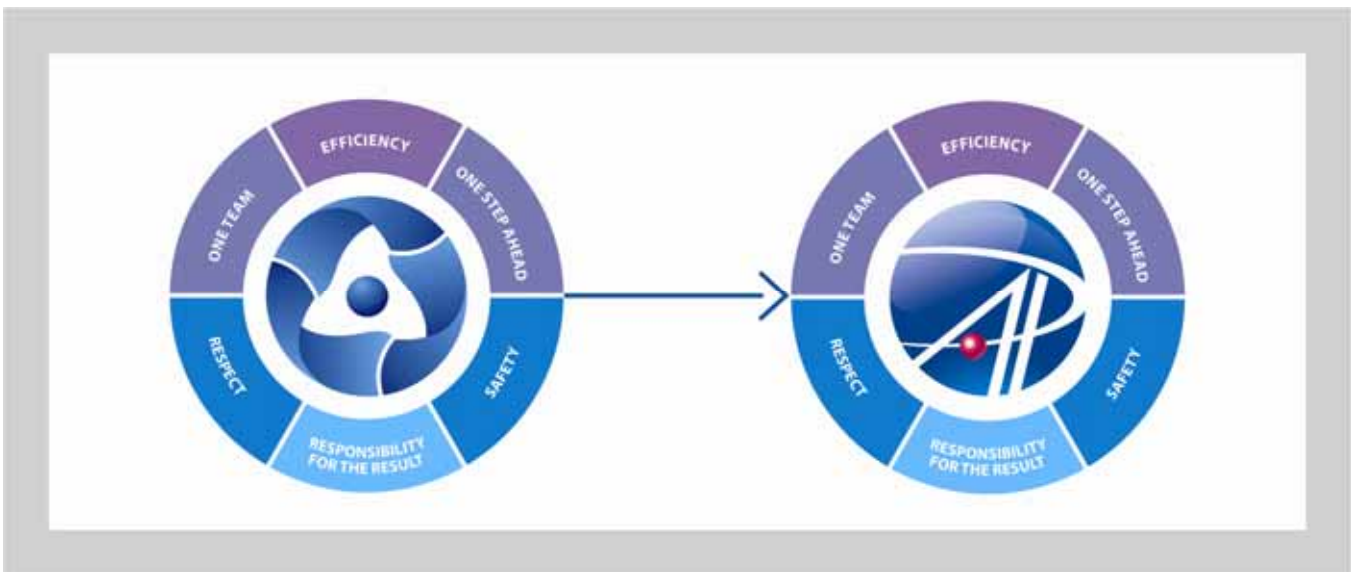 EFFICIENCY
ONE TEAM
ONE STEP AHEAD
RESPECT
SAFETY
RESPONSIBILITY
FOR THE RESULT
EFFICIENCY
ONE TEAM
ONE STEP AHEAD
RESPECT
SAFETY
RESPONSIBILITY
FOR THE RESULT